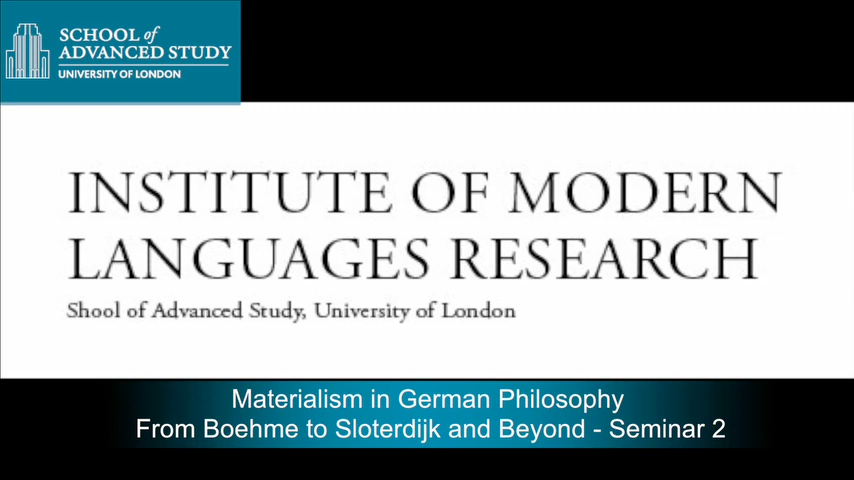 SCHOOL of
ADVANCED STUDY
UNIVERSITY OF LONDON
INSTITUTE OF MODERN
LANGUAGES RESEARCH
Shool of Advanced Study, University of London
Materialism in German Philosophy
From Boehme to Sloterdijk and Beyond - Seminar 2